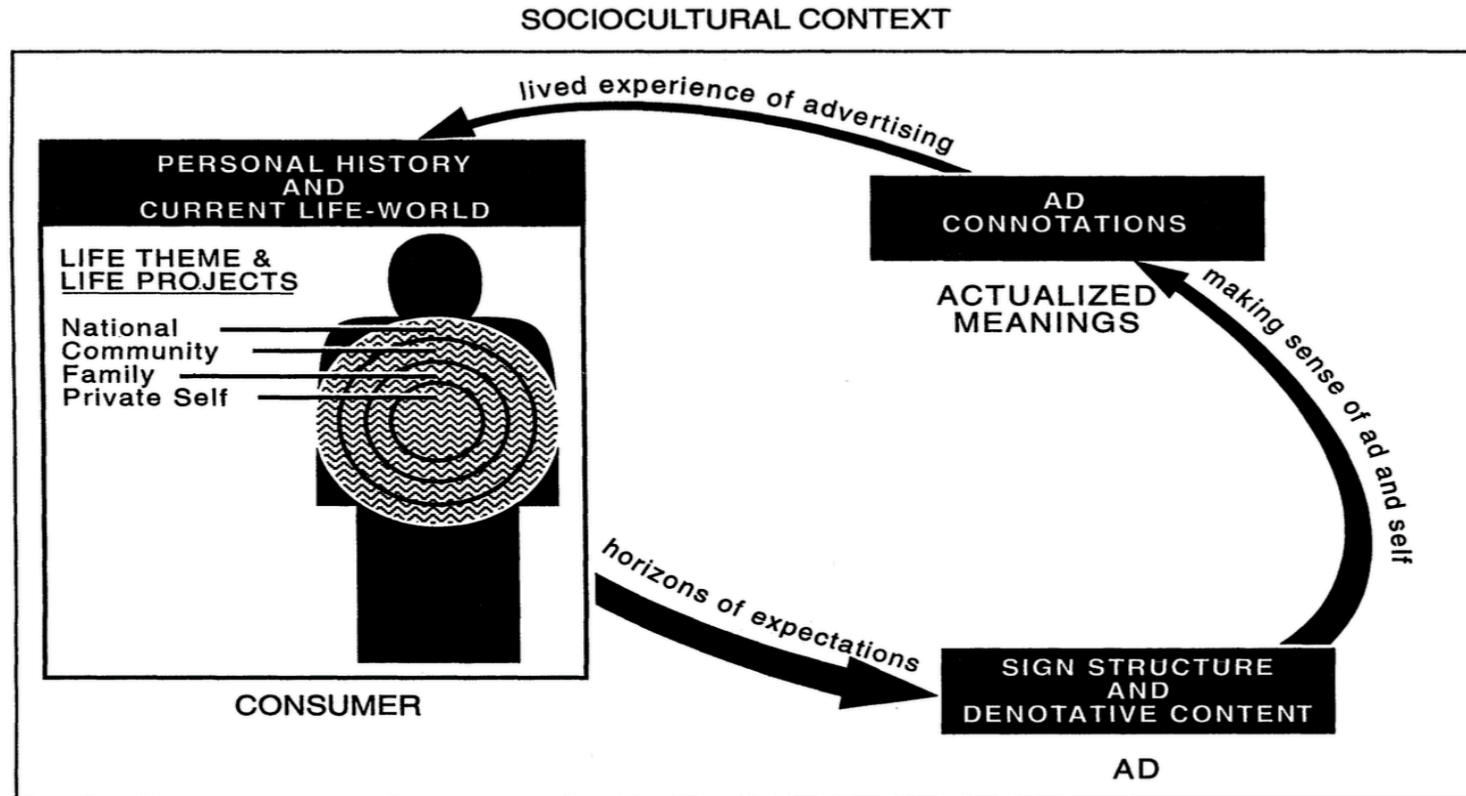 SOCIOCULTURAL CONTEXT
lived experience of advertising
PERSONAL HISTORY
AND
CURRENT LIFE-WORLD
LIFE THEME &
LIFE PROJECTS
National
Community
Family
Private Self
CONSUMER
horizons of expectations
SIGN STRUCTURE
AND
DENOTATIVE CONTENT
AD
making sense of ad and self
AD
CONNOTATIONS
ACTUALIZED
MEANINGS